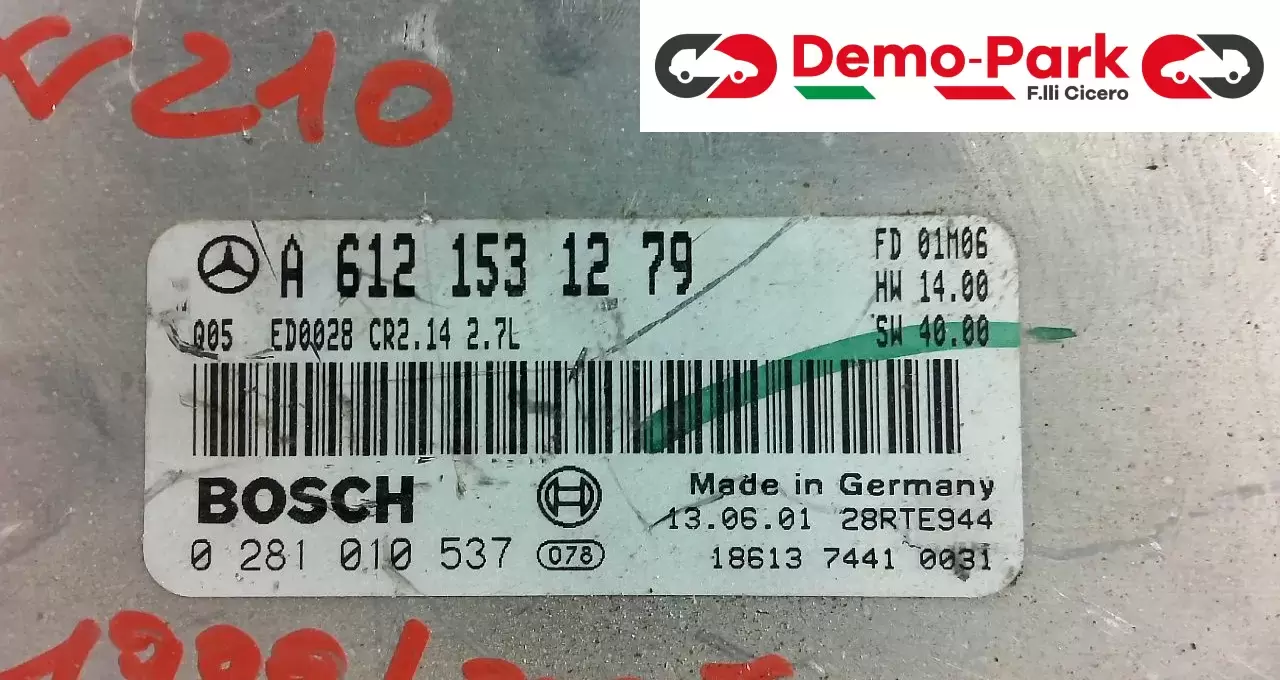 Demo-Park
F.lli Cicero
210
A 612 153 12 79
FD 01M06
HW 14.00
Q05 ED0028 CR2.14 2.7L
SW 40.00
BOSCH
Made in Germany
13.06.01 28RTE944
0 281 010 537 078
18613 7441 0031